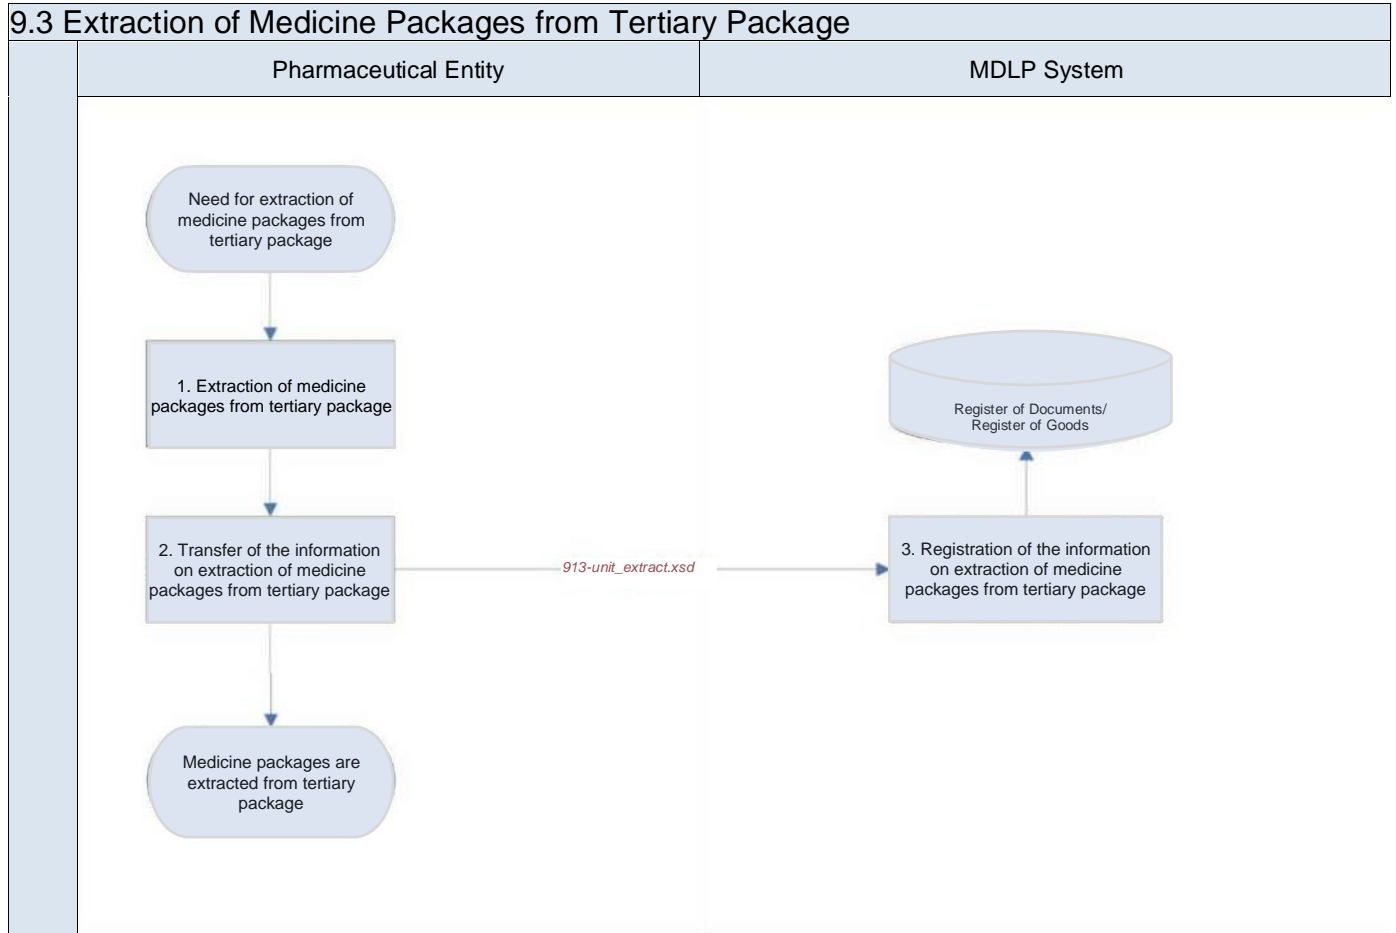 9.3 Extraction of Medicine Packages from Tertiary Package
Pharmaceutical Entity
MDLP System
Need for extraction of
medicine packages from
tertiary package
1. Extraction of medicine
packages from tertiary package
Register of Documents/
Register of Goods
2. Transfer of the information
on extraction of medicine
packages from tertiary package
913-unit_extract.xsd
3. Registration of the information
on extraction of medicine
packages from tertiary package
Medicine packages are
extracted from tertiary
package